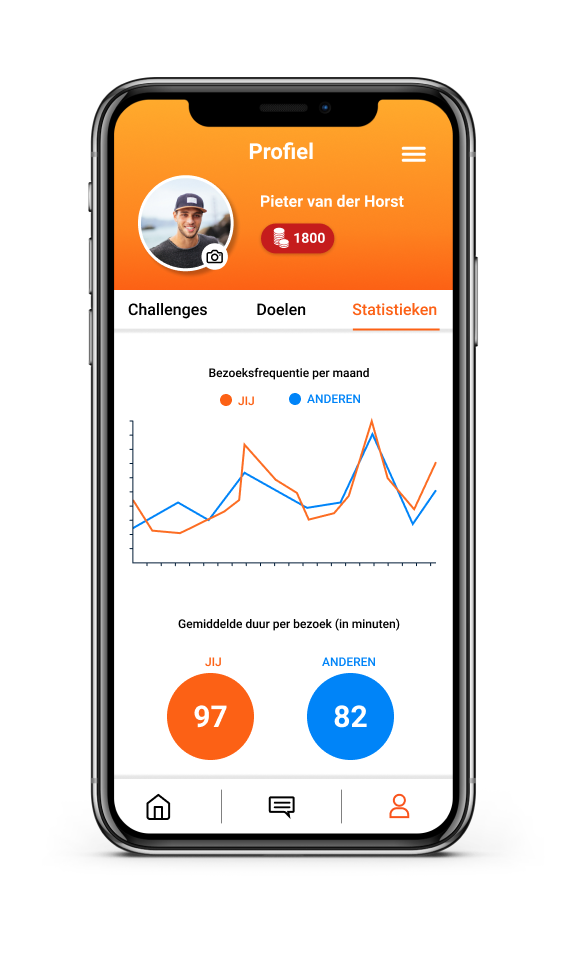 Profiel
Pieter van der Horst
1800
Challenges Doelen Statistieken
Bezoeksfrequentie per maand
JIJ ANDEREN
Gemiddelde duur per bezoek (in minuten)
JIJ ANDEREN
97 82